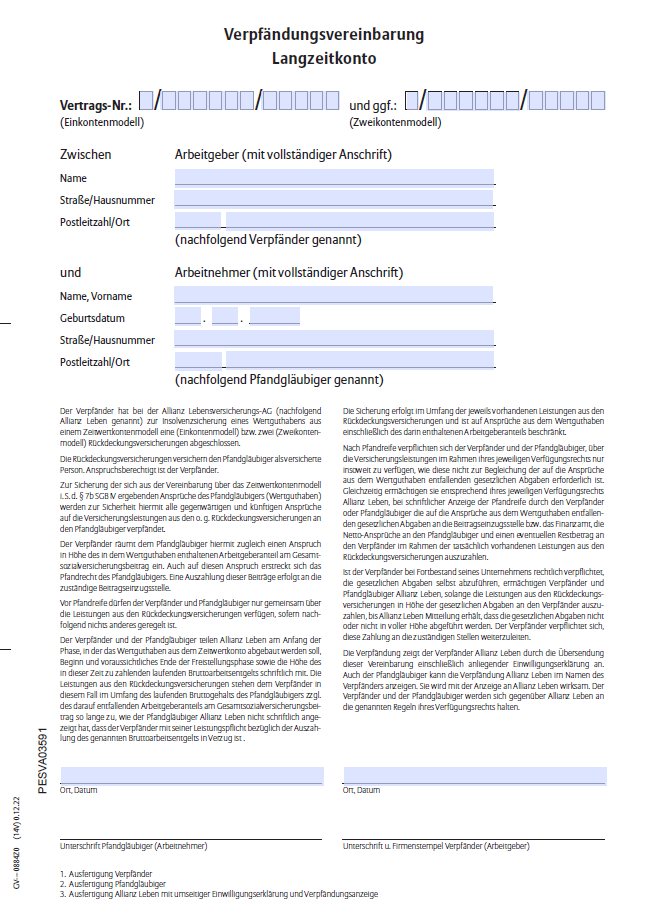 Verpfändungsvereinbarung
Langzeitkonto
Vertrags-Nr.: / / und ggf.: / /
(Einkontenmodell) (Zweikontenmodell)
Zwischen Arbeitgeber (mit vollständiger Anschrift)
Name
Straße/Hausnummer
Postleitzahl/Ort
(nachfolgend Verpfänder genannt)
und Arbeitnehmer (mit vollständiger Anschrift)
Name, Vorname
Geburtsdatum . .
Straße/Hausnummer
Postleitzahl/Ort
(nachfolgend Pfandgläubiger genannt)
Der Verpfänder hat bei der Allianz Lebensversicherungs-AG (nachfolgend
Allianz Leben genannt) zur Insolvenzsicherung eines Wertguthabens aus
einem Zeitwertkontenmodell eine (Einkontenmodell) bzw. zwei (Zweikonten-
modell) Rückdeckungsversicherungen abgeschlossen.
Die Rückdeckungsversicherungen versichern den Pfandgläubiger als versicherte
Person. Anspruchsberechtigt ist der Verpfänder.
Zur Sicherung der sich aus der Vereinbarung über das Zeitwertkontenmodell
i. S. d. § 7b SGB IV ergebenden Ansprüche des Pfandgläubigers (Wertguthaben)
werden zur Sicherheit hiermit alle gegenwärtigen und künftigen Ansprüche
auf die Versicherungsleistungen aus den o. g. Rückdeckungsversicherungen an
den Pfandgläubiger verpfändet.
Der Verpfänder räumt dem Pfandgläubiger hiermit zugleich einen Anspruch
in Höhe des in dem Wertguthaben enthaltenen Arbeitgeberanteil am Gesamt-
sozialversicherungsbeitrag ein. Auch auf diesen Anspruch erstreckt sich das
Pfandrecht des Pfandgläubigers. Eine Auszahlung dieser Beiträge erfolgt an die
zuständige Beitragseinzugsstelle.
Vor Pfandreife dürfen der Verpfänder und Pfandgläubiger nur gemeinsam über
die Leistungen aus den Rückdeckungsversicherungen verfügen, sofern nach-
folgend nichts anderes geregelt ist.
Der Verpfänder und der Pfandgläubiger teilen Allianz Leben am Anfang der
Phase, in der das Wertguthaben aus dem Zeitwertkonto abgebaut werden soll,
Beginn und voraussichtliches Ende der Freistellungsphase sowie die Höhe des
in dieser Zeit zu zahlenden laufenden Bruttoarbeitsentgelts schriftlich mit. Die
Leistungen aus den Rückdeckungsversicherungen stehen dem Verpfänder in
diesem Fall im Umfang des laufenden Bruttogehalts des Pfandgläubigers zzgl.
des darauf entfallenden Arbeitgeberanteils am Gesamtsozialversicherungsbei-
trag so lange zu, wie der Pfandgläubiger Allianz Leben nicht schriftlich ange-
zeigt hat, dass der Verpfänder mit seiner Leistungspflicht bezüglich der Auszah-
lung des genannten Bruttoarbeitsentgelts in Verzug ist .
Die Sicherung erfolgt im Umfang der jeweils vorhandenen Leistungen aus den
Rückdeckungsversicherungen und ist auf Ansprüche aus dem Wertguthaben
einschließlich des darin enthaltenen Arbeitgeberanteils beschränkt.
Nach Pfandreife verpflichten sich der Verpfänder und der Pfandgläubiger, über
die Versicherungsleistungen im Rahmen ihres jeweiligen Verfügungsrechts nur
insoweit zu verfügen, wie diese nicht zur Begleichung der auf die Ansprüche
aus dem Wertguthaben entfallenden gesetzlichen Abgaben erforderlich ist.
Gleichzeitig ermächtigen sie entsprechend ihres jeweiligen Verfügungsrechts
Allianz Leben, bei schriftlicher Anzeige der Pfandreife durch den Verpfänder
oder Pfandgläubiger die auf die Ansprüche aus dem Wertguthaben entfallen-
den gesetzlichen Abgaben an die Beitragseinzugsstelle bzw. das Finanzamt, die
Netto-Ansprüche an den Pfandgläubiger und einen eventuellen Restbetrag an
den Verpfänder im Rahmen der tatsächlich vorhandenen Leistungen aus den
Rückdeckungsversicherungen auszuzahlen.
Ist der Verpfänder bei Fortbestand seines Unternehmens rechtlich verpflichtet,
die gesetzlichen Abgaben selbst abzuführen, ermächtigen Verpfänder und
Pfandgläubiger Allianz Leben, solange die Leistungen aus den Rückdeckungs-
versicherungen in Höhe der gesetzlichen Abgaben an den Verpfänder auszu-
zahlen, bis Allianz Leben Mitteilung erhält, dass die gesetzlichen Abgaben nicht
oder nicht in voller Höhe abgeführt werden. Der Verpfänder verpflichtet sich,
diese Zahlung an die zuständigen Stellen weiterzuleiten.
Die Verpfändung zeigt der Verpfänder Allianz Leben durch die Übersendung
dieser Vereinbarung einschließlich anliegender Einwilligungserklärung an.
Auch der Pfandgläubiger kann die Verpfändung Allianz Leben im Namen des
Verpfänders anzeigen. Sie wird mit der Anzeige an Allianz Leben wirksam. Der
Verpfänder und der Pfandgläubiger werden sich gegenüber Allianz Leben an
die genannten Regeln ihres Verfügungsrechts halten.
PESVA03591
CV---0884Z0 (14V) 0.12.22
Ort, Datum Ort, Datum
Unterschrift Pfandgläubiger (Arbeitnehmer) Unterschrift u. Firmenstempel Verpfänder (Arbeitgeber)
1. Ausfertigung Verpfänder
2. Ausfertigung Pfandgläubiger
3. Ausfertigung Allianz Leben mit umseitiger Einwilligungserklärung und Verpfändungsanzeige